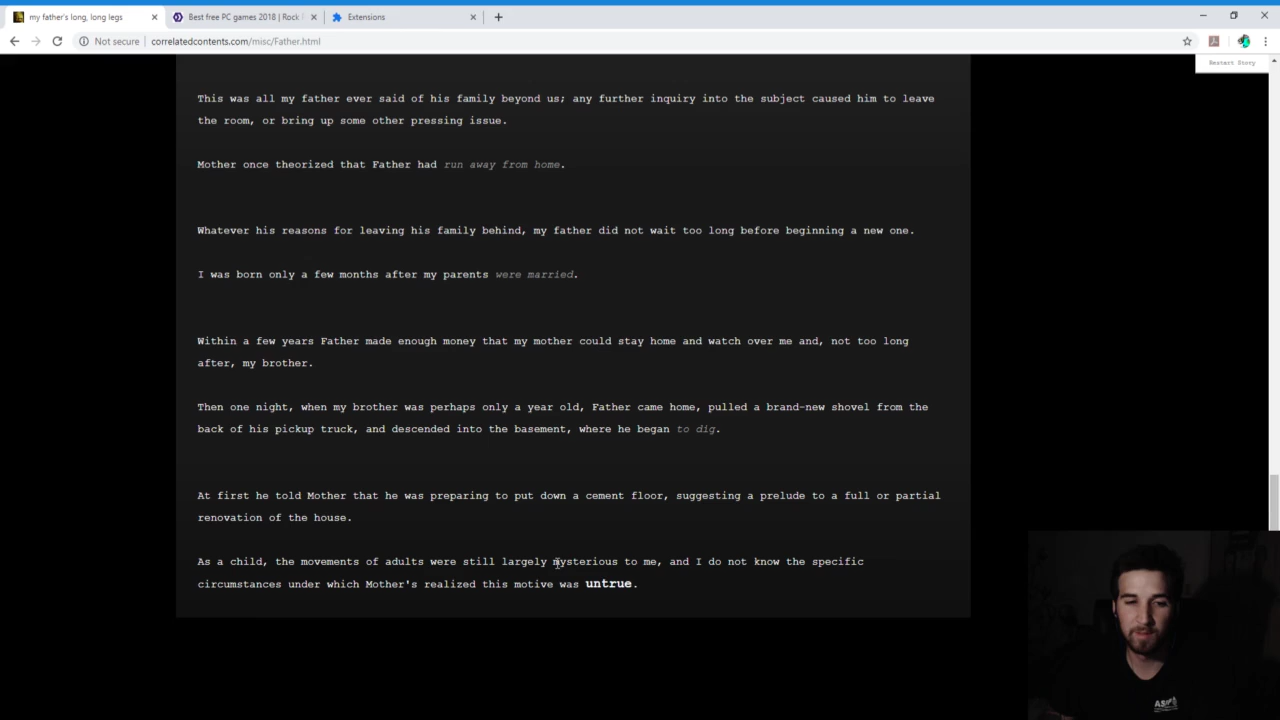 my father's long, long legs
Best free PC games 2018 | Rock
Extensions
Not secure | correlatedcontents.com/misc/Father.html
Restart Story
This was all my father ever said of his family beyond us; any further inquiry into the subject caused him to leave
the room, or bring up some other pressing issue.
Mother once theorized that Father had run away from home.
Whatever his reasons for leaving his family behind, my father did not wait too long before beginning a new one.
I was born only a few months after my parents were married.
Within a few years Father made enough money that my mother could stay home and watch over me and, not too long
after, my brother.
Then one night, when my brother was perhaps only a year old, Father came home, pulled a brand-new shovel from the
back of his pickup truck, and descended into the basement, where he began to dig.
At first he told Mother that he was preparing to put down a cement floor, suggesting a prelude to a full or partial
renovation of the house.
As a child, the movements of adults were still largely mysterious to me, and I do not know the specific
circumstances under which Mother's realized this motive was untrue.